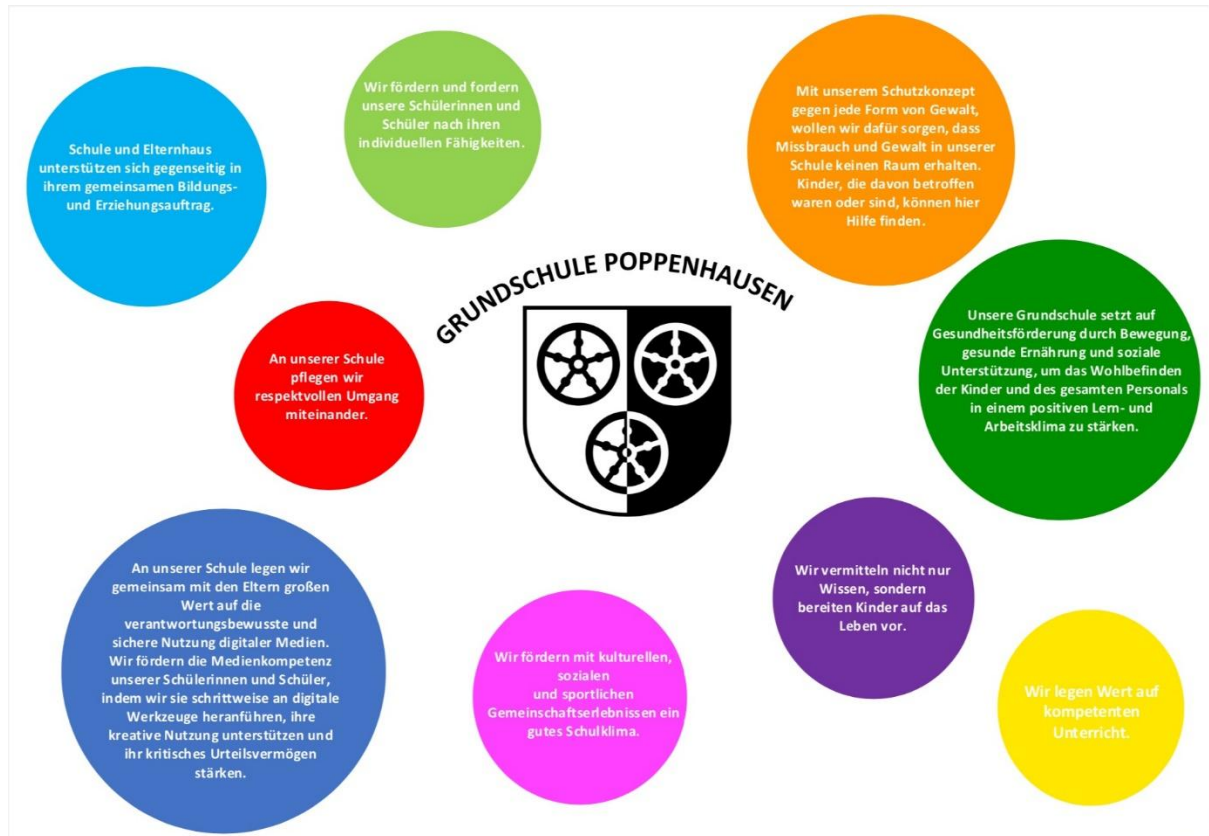 Wir fördern und fordern
unsere Schülerinnen und
Schüler nach ihren
individuellen Fähigkeiten.
Mit unserem Schutzkonzept
gegen jede Form von Gewalt,
wollen wir dafür sorgen, dass
Missbrauch und Gewalt in unserer
Schule keinen Raum erhalten.
Kinder, die davon betroffen
waren oder sind, können hier
Hilfe finden.
Schule und Elternhaus
unterstützen sich gegenseitig in
ihrem gemeinsamen Bildungs-
und Erziehungsauftrag.
GRUNDSCHULE POPPENHAUSEN
Unsere Grundschule setzt auf
Gesundheitsförderung durch Bewegung,
gesunde Ernährung und soziale
Unterstützung, um das Wohlbefinden
der Kinder und des gesamten Personals
in einem positiven Lern- und
Arbeitsklima zu stärken.
An unserer Schule
pflegen wir
respektvollen Umgang
miteinander.
An unserer Schule legen wir
gemeinsam mit den Eltern großen
Wert auf die
verantwortungsbewusste und
sichere Nutzung digitaler Medien.
Wir fördern die Medienkompetenz
unserer Schülerinnen und Schüler,
indem wir sie schrittweise an digitale
Werkzeuge heranführen, ihre
kreative Nutzung unterstützen und
ihr kritisches Urteilsvermögen
stärken.
Wir fördern mit kulturellen,
sozialen
und sportlichen
Gemeinschaftserlebnissen ein
gutes Schulklima.
Wir vermitteln nicht nur
Wissen, sondern
bereiten Kinder auf das
Leben vor.
Wir legen Wert auf
kompetenten
Unterricht.